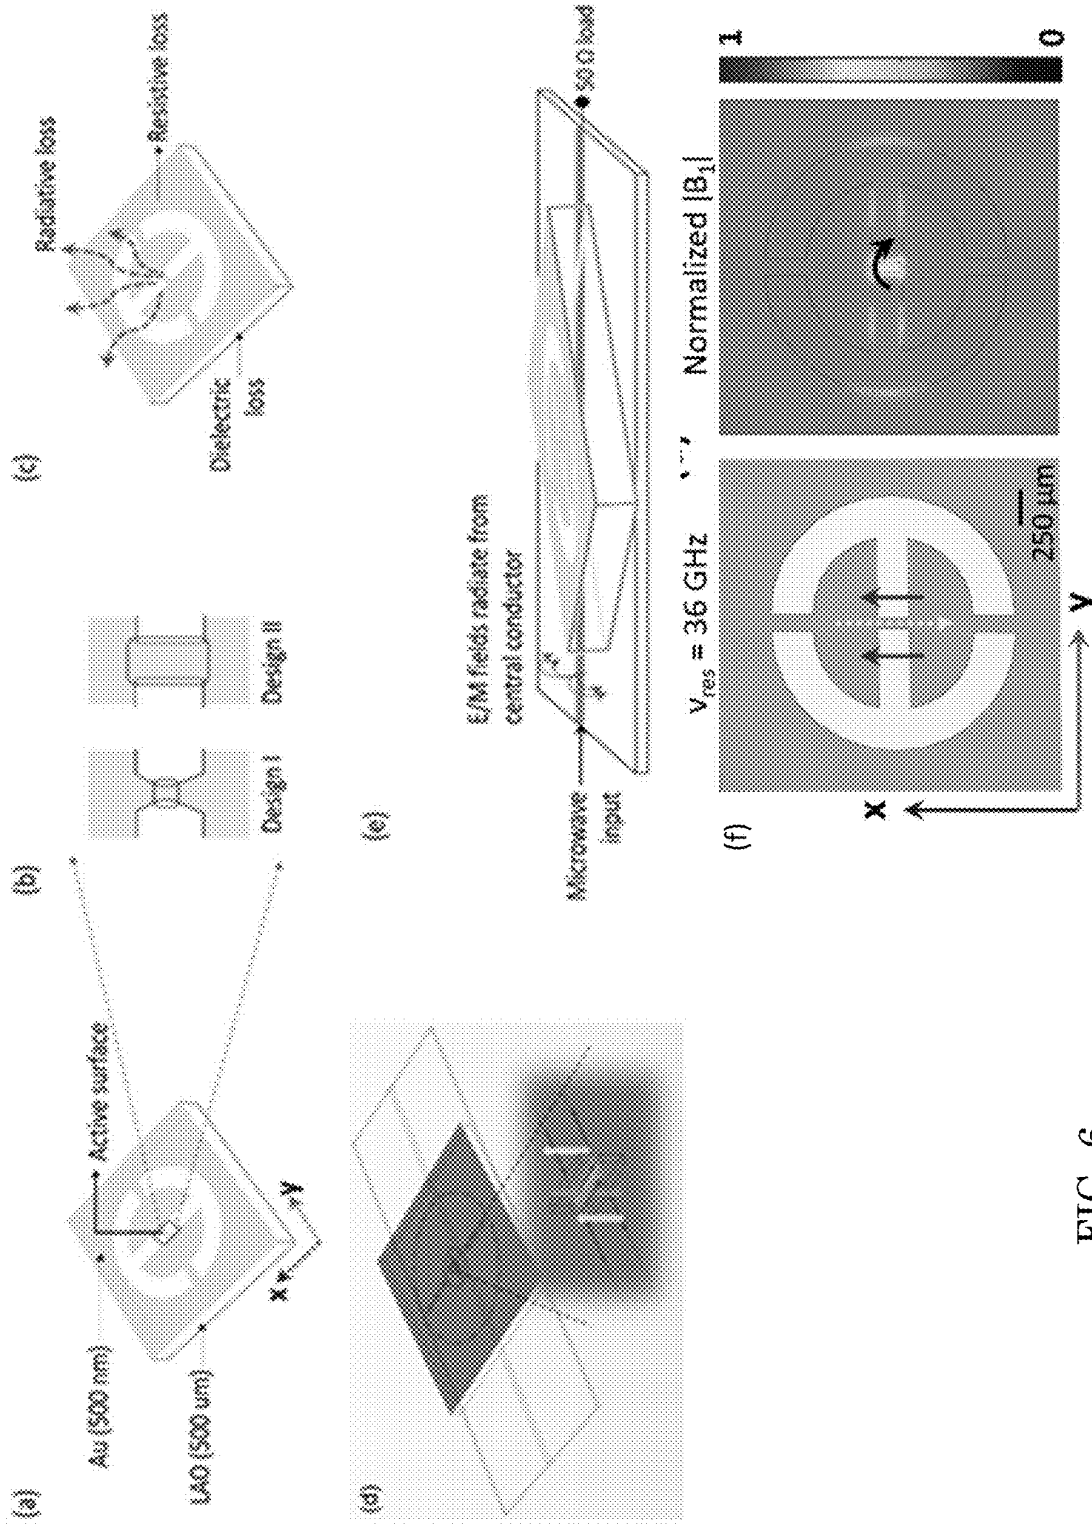 (a)
Au (500 nm)
Active surface
LAO (500 um)
x
y
(b)
Design I
Design II
(c)
Radiative loss
Resistive loss
Dielectric
loss
(d)
(e)
E/M fields radiate from
central conductor
Microwave
input
50 Ω load
(f)
ν_res = 36 GHz
Normalized |B₁|
1
0
250 µm
x
y
FIG. 6